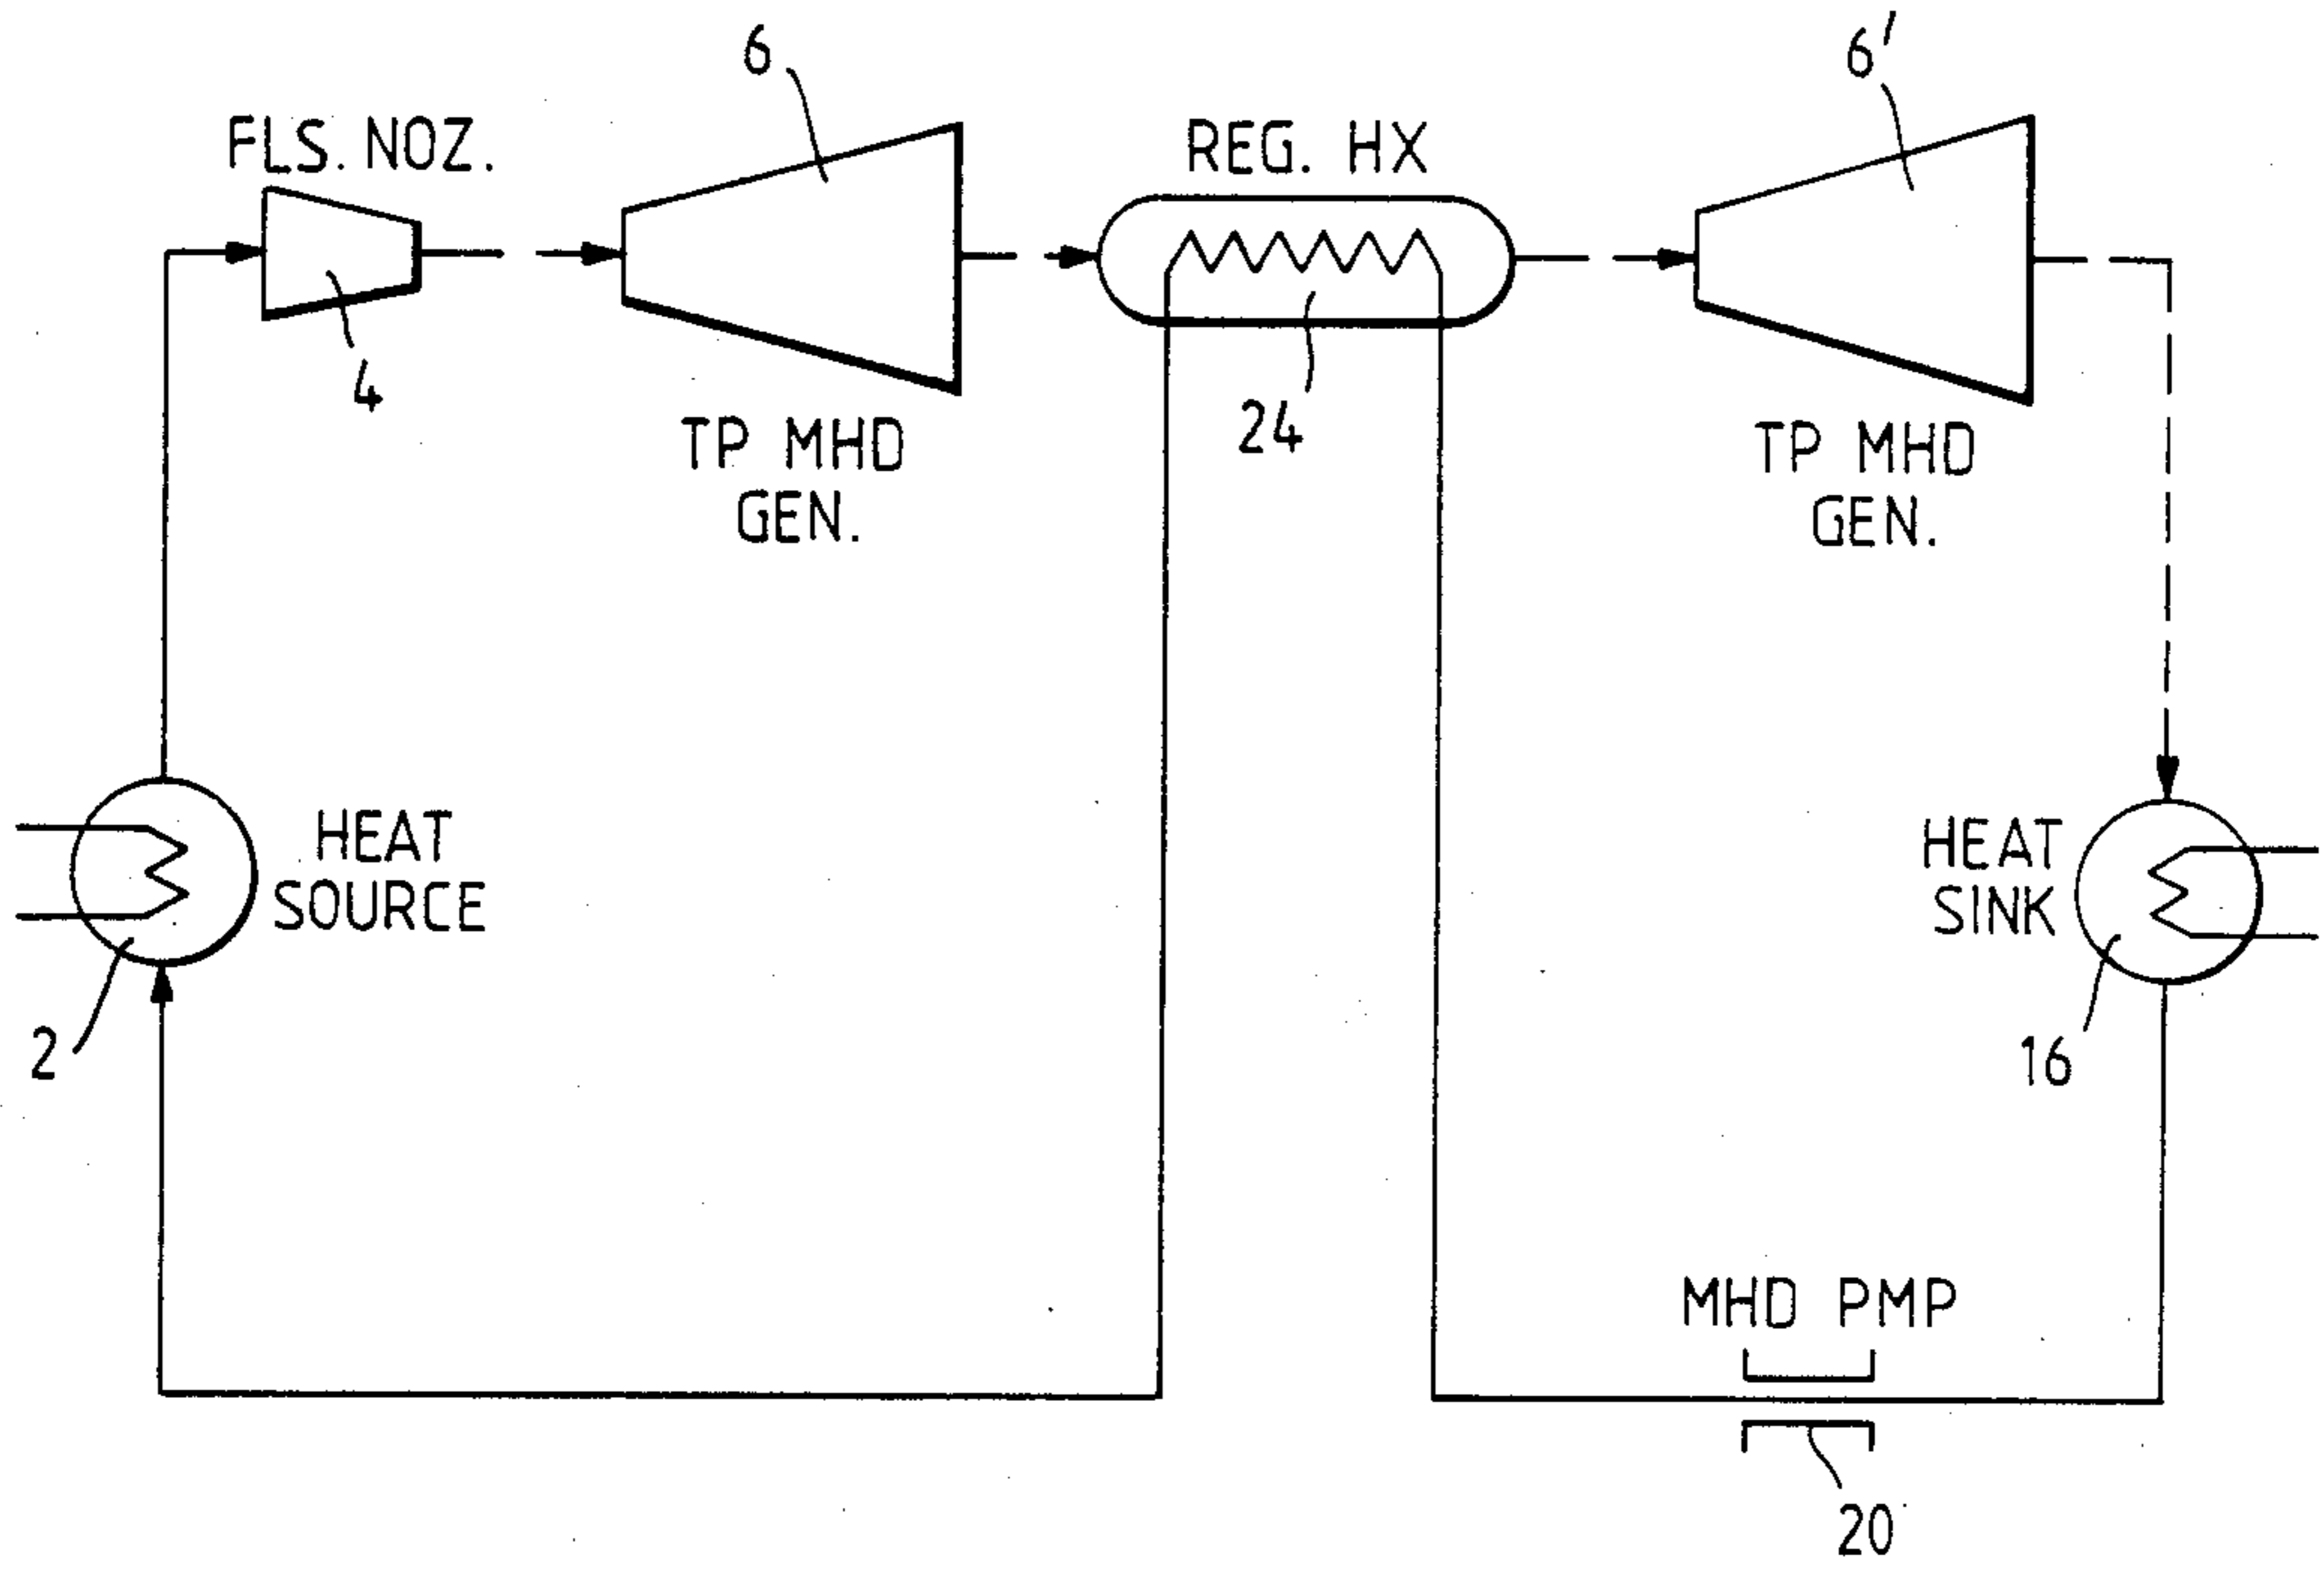 6
6'
FLS. NOZ.
REG. HX
4
24
TP MHD
GEN.
TP MHD
GEN.
HEAT
SOURCE
HEAT
SINK
2
16
MHD PMP
20